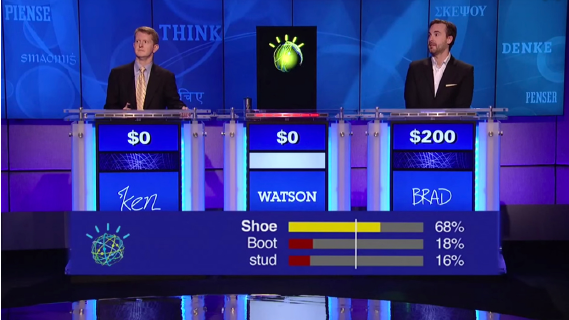 PIENSE
THINK
ΣΚΕΨΟΥ
DENKE
PENSER
$0
$0
$200
Ken
WATSON
BRAD
Shoe 68%
Boot 18%
stud 16%